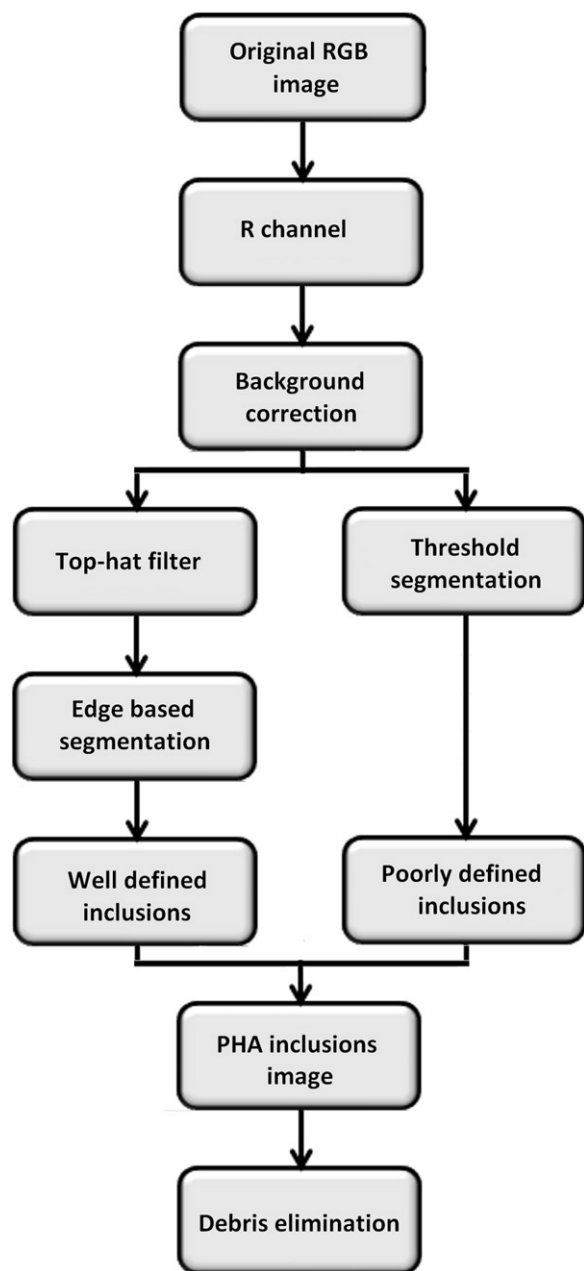 Original RGB
image
R channel
Background
correction
Top-hat filter
Threshold
segmentation
Edge based
segmentation
Well defined
inclusions
Poorly defined
inclusions
PHA inclusions
image
Debris elimination